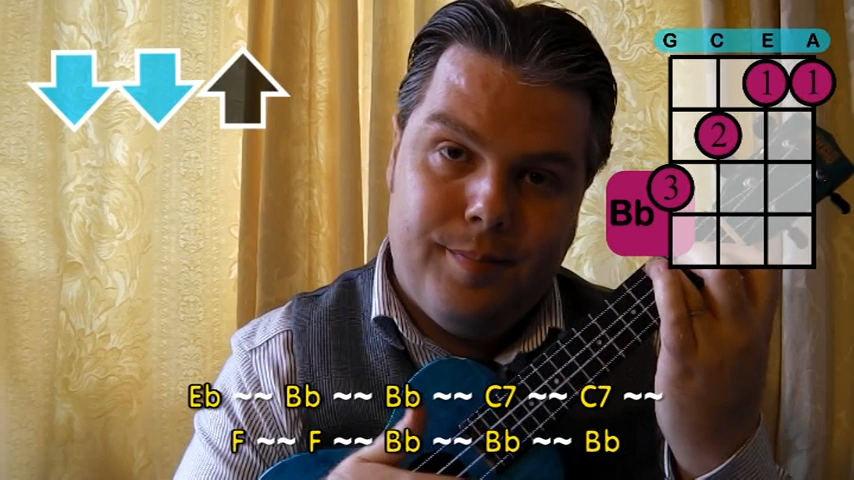 G C E A
1 1
2
3
Bb
Eb ~~ Bb ~~ Bb ~~ C7 ~~ C7 ~~
F ~~ F ~~ Bb ~~ Bb ~~ Bb